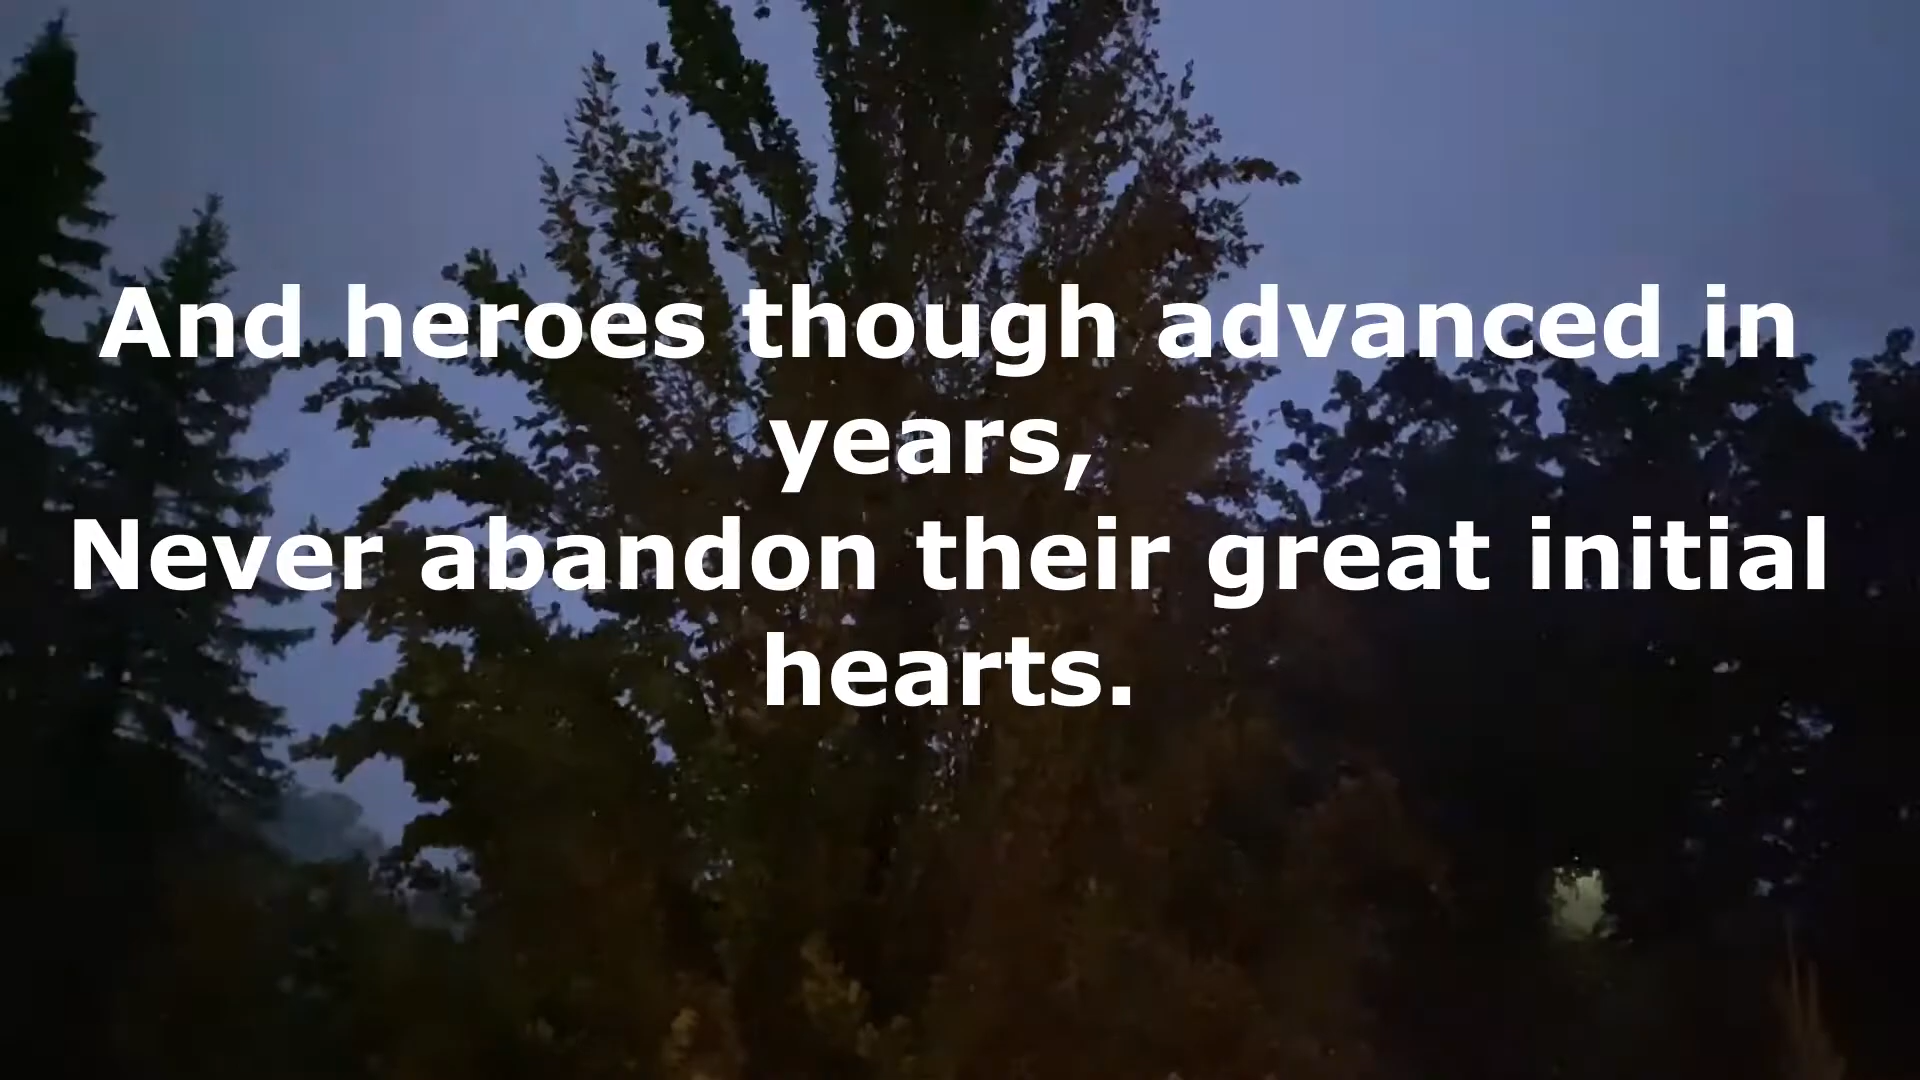 And heroes though advanced in
years,
Never abandon their great initial
hearts.